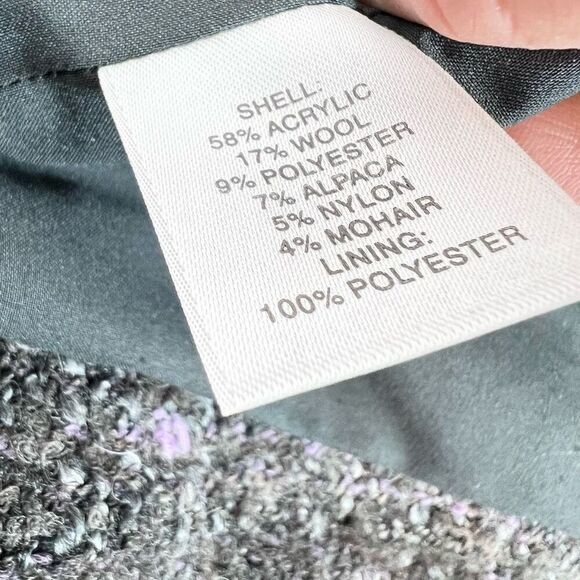 SHELL:
58% ACRYLIC
17% WOOL
9% POLYESTER
7% ALPACA
5% NYLON
4% MOHAIR
LINING:
100% POLYESTER